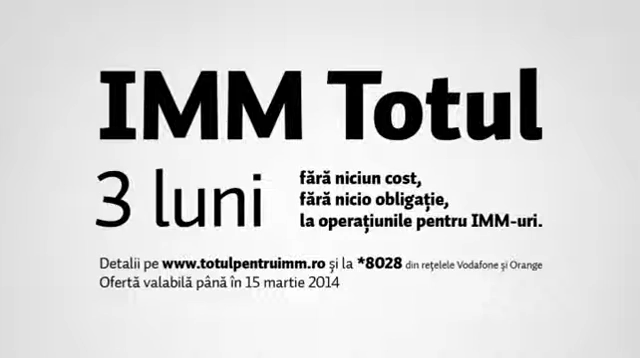 IMM Totul
3 luni
fără niciun cost,
fără nicio obligație,
la operațiunile pentru IMM-uri.
Detalii pe www.totulpentruimm.ro și la *8028 din rețelele Vodafone și Orange
Ofertă valabilă până în 15 martie 2014